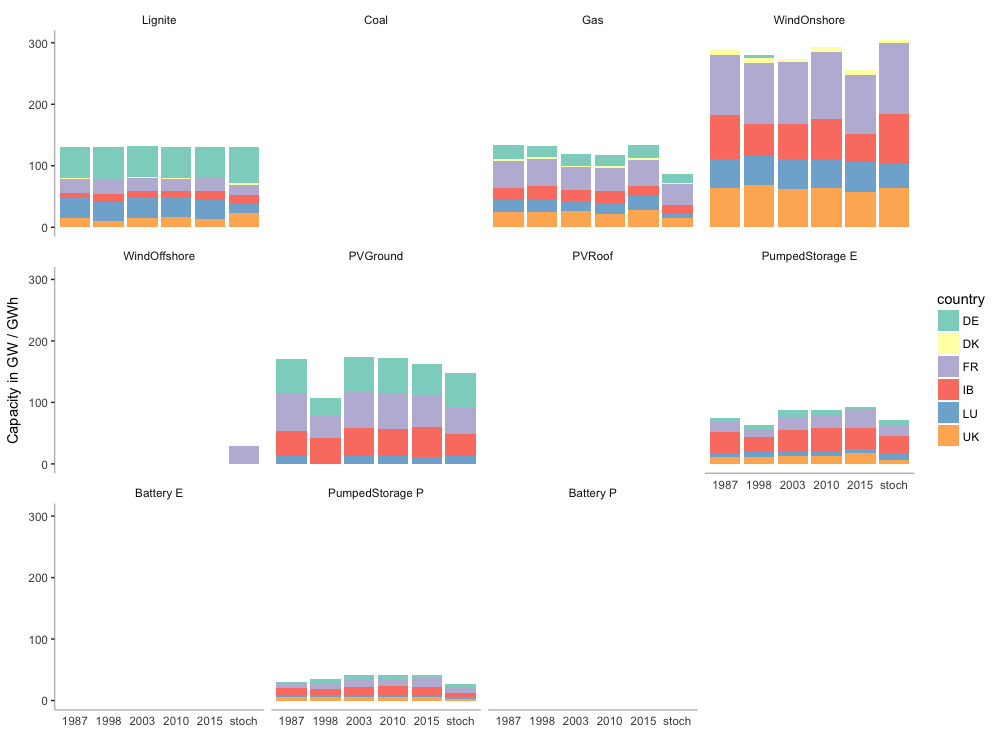 Lignite
Coal
Gas
WindOnshore
300
200
100
0
WindOffshore
PVGround
PVRoof
PumpedStorage E
300
200
100
0
1987 1998 2003 2010 2015 stoch
Battery E
PumpedStorage P
Battery P
300
200
100
0
1987 1998 2003 2010 2015 stoch
1987 1998 2003 2010 2015 stoch
1987 1998 2003 2010 2015 stoch
Capacity in GW / GWh
country
DE
DK
FR
IB
LU
UK